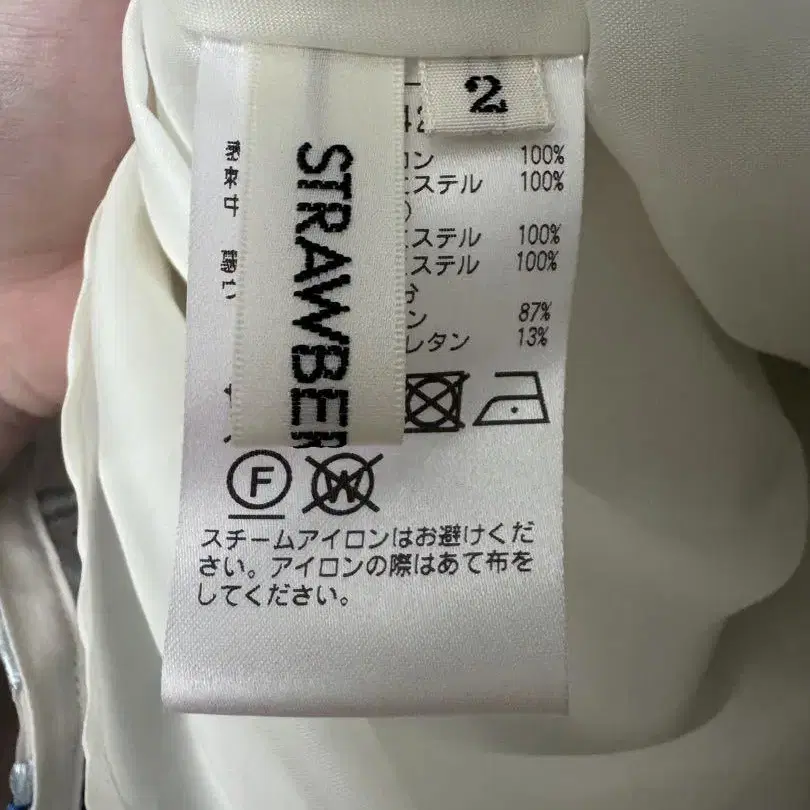 2
STRAWBER
ン 100%
ステル 100%
)
ステル 100%
ステル 100%
ン 87%
レタン 13%
F
W
スチームアイロンはお避けくだ
さい。アイロンの際はあて布を
してください。